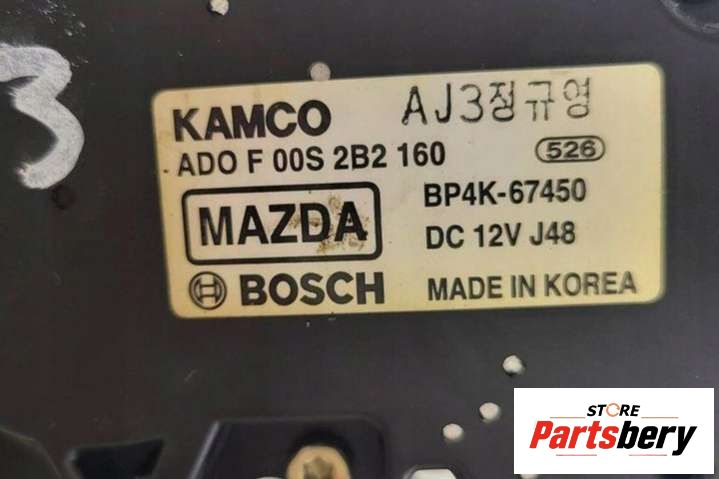 3
KAMCO AJ3정규영
ADO F 00S 2B2 160 526
MAZDA BP4K-67450
DC 12V J48
BOSCH MADE IN KOREA
STORE
Partsbery